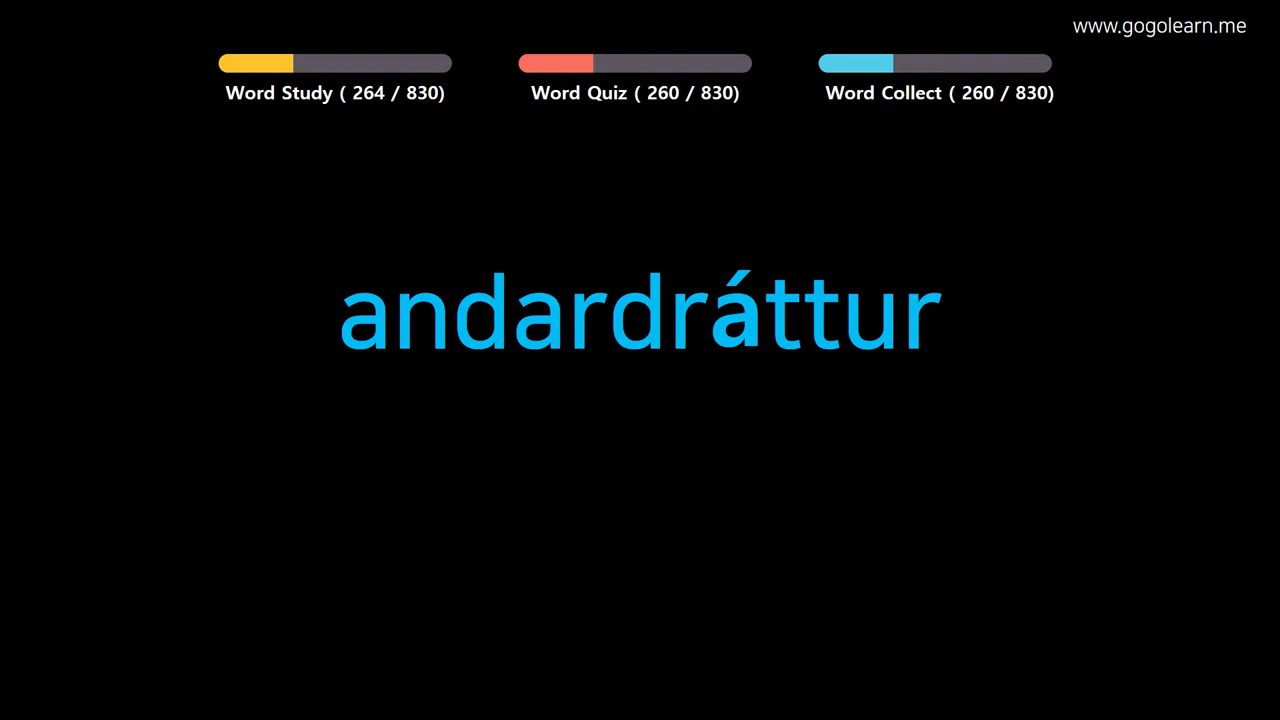 www.gogolearn.me
Word Study ( 264 / 830)
Word Quiz ( 260 / 830)
Word Collect ( 260 / 830)
andardráttur